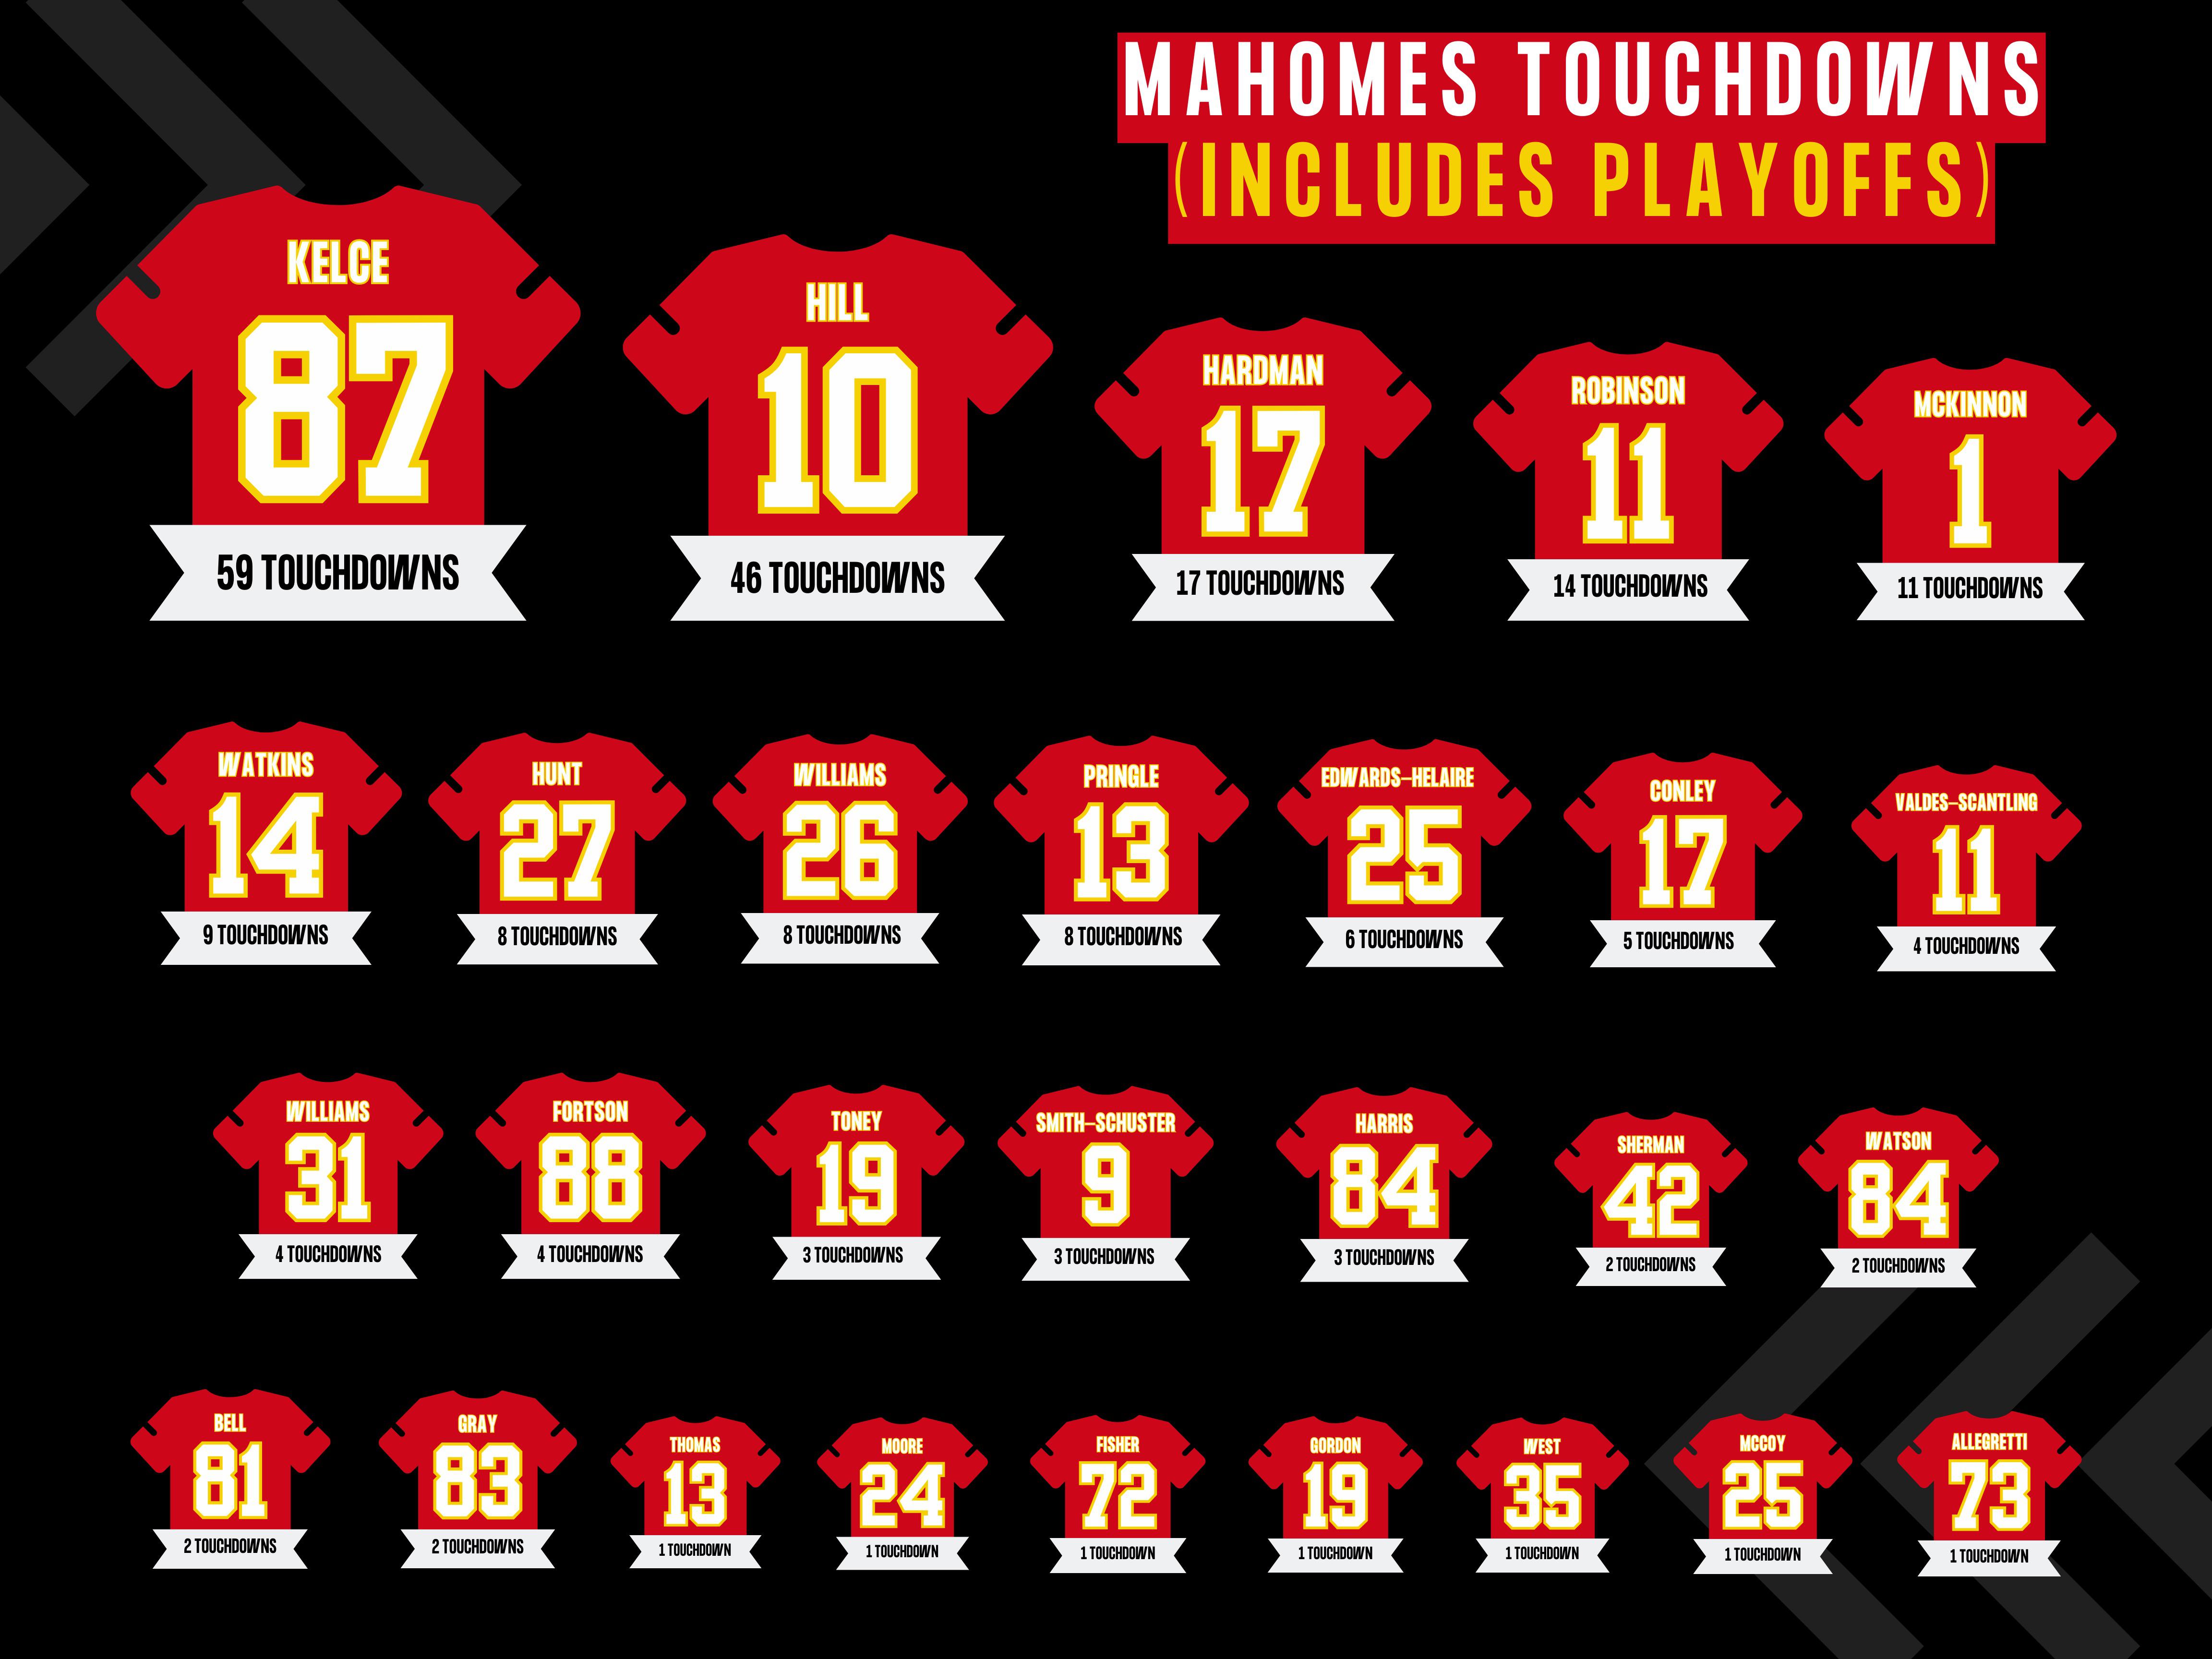 MAHOMES TOUCHDOWNS
(INCLUDES PLAYOFFS)
KELCE
87
59 TOUCHDOWNS
HILL
10
46 TOUCHDOWNS
HARDMAN
17
17 TOUCHDOWNS
ROBINSON
11
14 TOUCHDOWNS
MCKINNON
1
11 TOUCHDOWNS
WATKINS
14
9 TOUCHDOWNS
HUNT
27
8 TOUCHDOWNS
WILLIAMS
26
8 TOUCHDOWNS
PRINGLE
13
8 TOUCHDOWNS
EDWARDS-HELAIRE
25
6 TOUCHDOWNS
CONLEY
17
5 TOUCHDOWNS
VALDES-SCANTLING
11
4 TOUCHDOWNS
WILLIAMS
31
4 TOUCHDOWNS
FORTSON
88
4 TOUCHDOWNS
TONEY
19
3 TOUCHDOWNS
SMITH-SCHUSTER
9
3 TOUCHDOWNS
HARRIS
84
3 TOUCHDOWNS
SHERMAN
42
2 TOUCHDOWNS
WATSON
84
2 TOUCHDOWNS
BELL
81
2 TOUCHDOWNS
GRAY
83
2 TOUCHDOWNS
THOMAS
13
1 TOUCHDOWN
MOORE
24
1 TOUCHDOWN
FISHER
72
1 TOUCHDOWN
GORDON
19
1 TOUCHDOWN
WEST
35
1 TOUCHDOWN
MCCOY
25
1 TOUCHDOWN
ALLEGRETTI
73
1 TOUCHDOWN